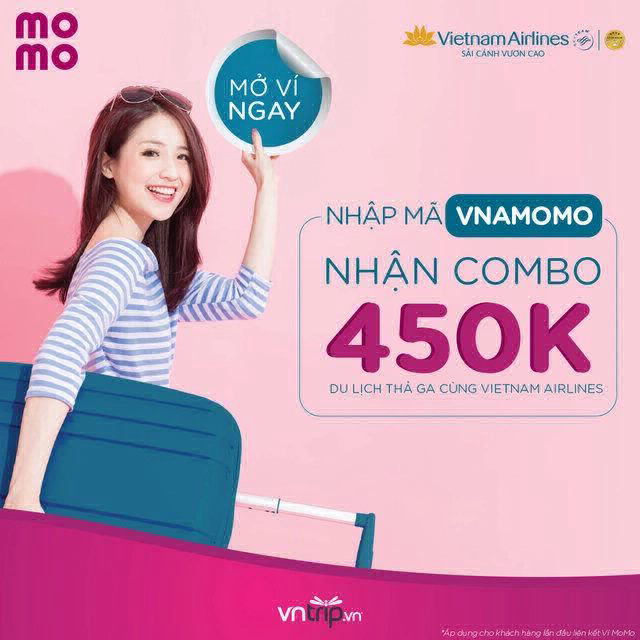 mo
mo
Vietnam Airlines
SẢI CÁNH VƯƠN CAO
MỞ VÍ
NGAY
NHẬP MÃ VNAMOMO
NHẬN COMBO
450K
DU LỊCH THẢ GA CÙNG VIETNAM AIRLINES
vntrip.vn
*Áp dụng cho khách hàng lần đầu liên kết Ví MoMo